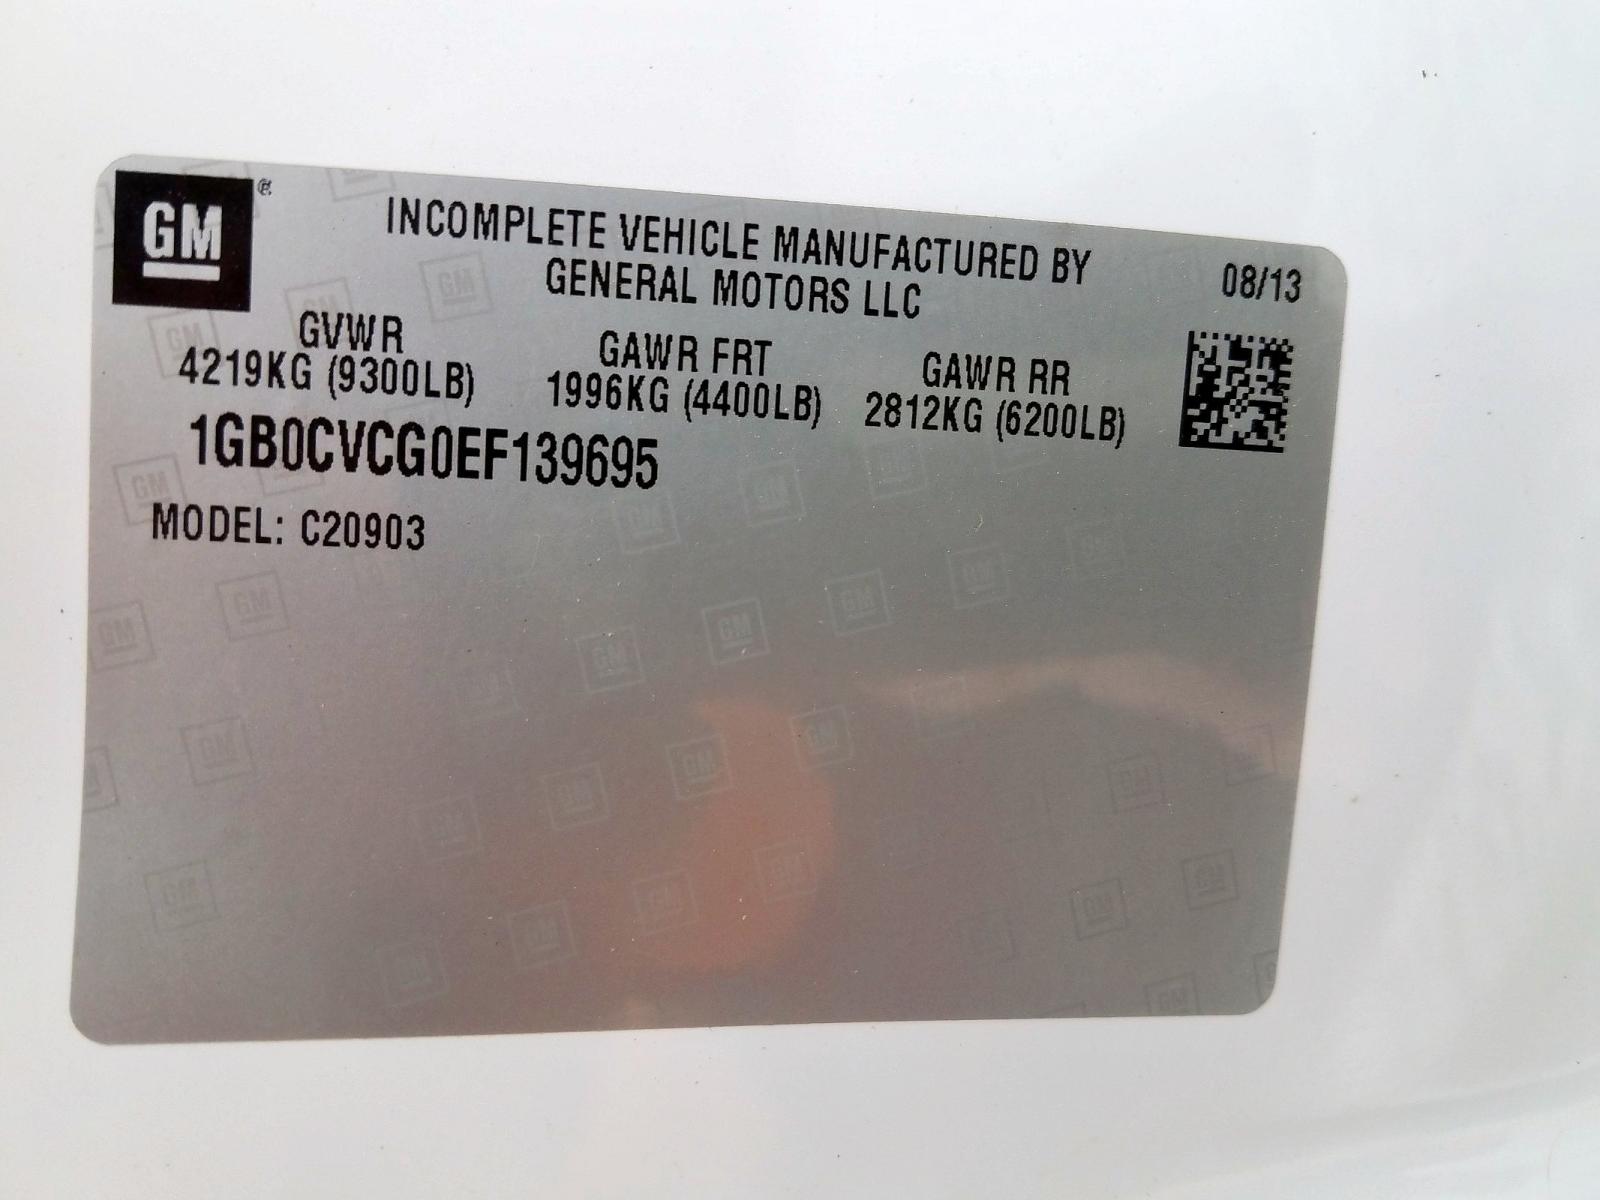 GM®
INCOMPLETE VEHICLE MANUFACTURED BY
GENERAL MOTORS LLC
08/13
GVWR
4219KG (9300LB)
GAWR FRT
1996KG (4400LB)
GAWR RR
2812KG (6200LB)
1GB0CVCG0EF139695
MODEL: C20903